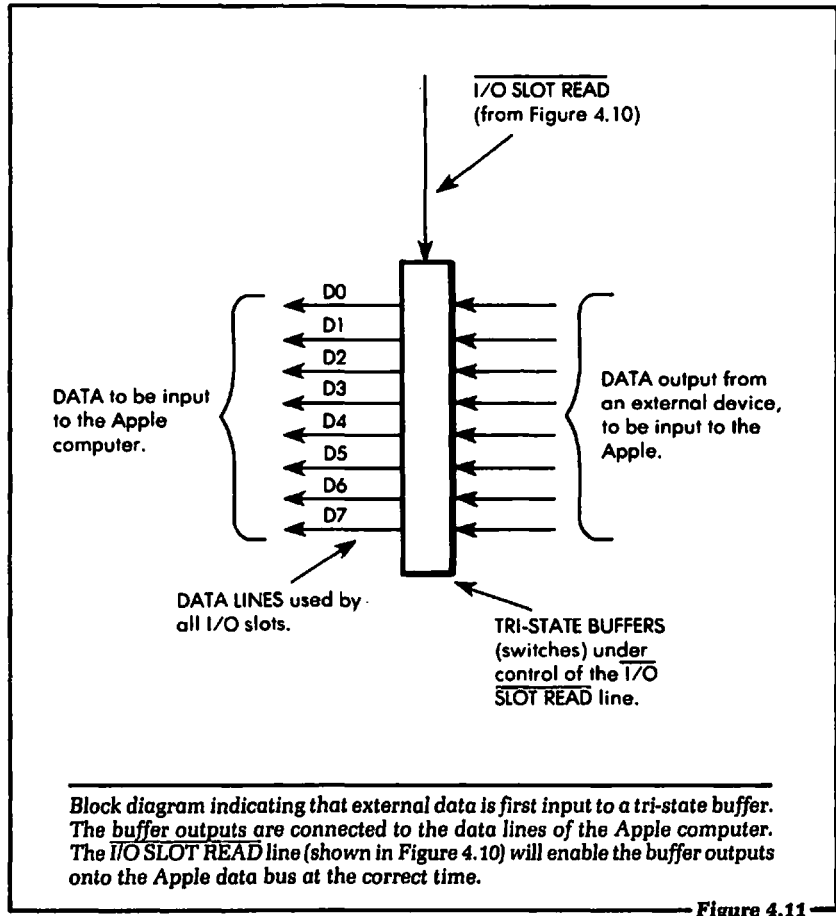 I/O SLOT READ
(from Figure 4.10)
D0
D1
D2
D3
D4
D5
D6
D7
DATA to be input
to the Apple
computer.
DATA output from
an external device,
to be input to the
Apple.
DATA LINES used by
all I/O slots.
TRI-STATE BUFFERS
(switches) under
control of the I/O
SLOT READ line.
Block diagram indicating that external data is first input to a tri-state buffer.
The buffer outputs are connected to the data lines of the Apple computer.
The I/O SLOT READ line (shown in Figure 4.10) will enable the buffer outputs
onto the Apple data bus at the correct time.
Figure 4.11